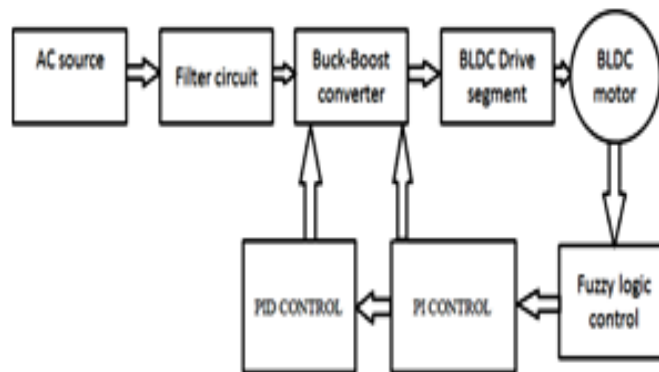 AC source
Filter circuit
Buck-Boost
converter
BLDC Drive
segment
BLDC
motor
PID CONTROL
PI CONTROL
Fuzzy logic
control